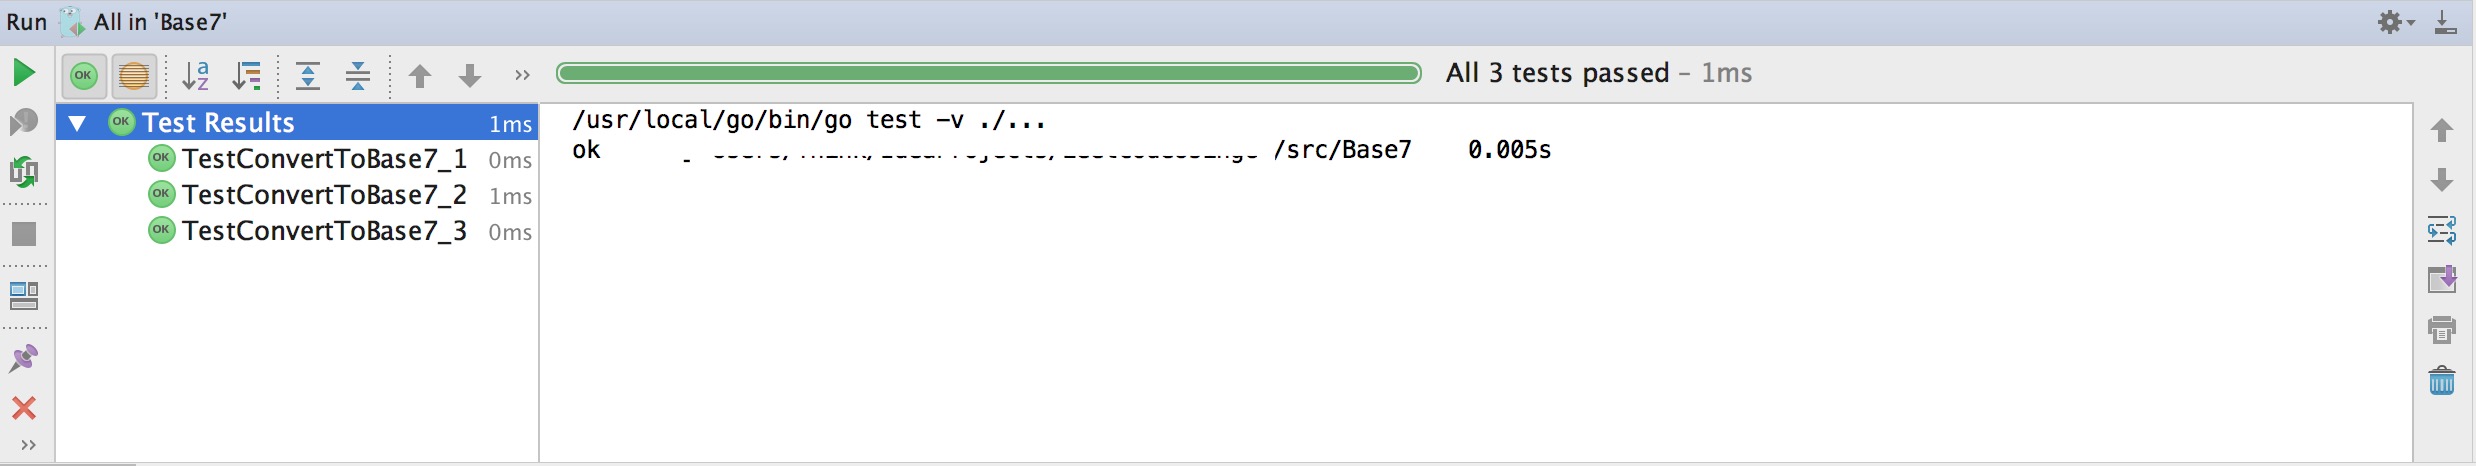 Run All in 'Base7'
OK
All 3 tests passed – 1ms
OK Test Results 1ms
OK TestConvertToBase7_1 0ms
OK TestConvertToBase7_2 1ms
OK TestConvertToBase7_3 0ms
/usr/local/go/bin/go test -v ./...
ok /src/Base7 0.005s